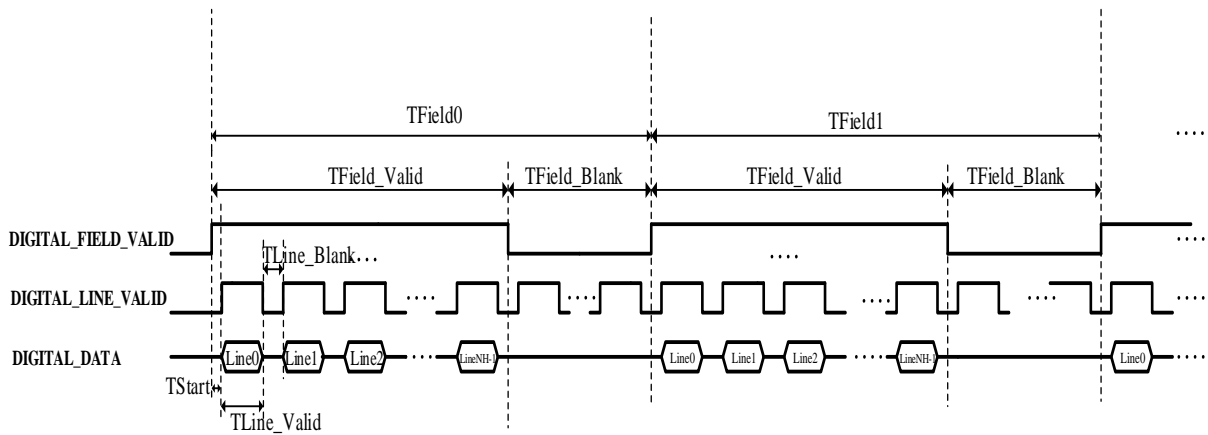 TField0
TField1
....
TField_Valid
TField_Blank
TField_Valid
TField_Blank
DIGITAL_FIELD_VALID
....
TLine_Blank...
....
DIGITAL_LINE_VALID
....
....
....
....
....
DIGITAL_DATA
Line0
Line1
Line2
....
LineNH-1
Line0
Line1
Line2
.....
LineNH-1
Line0
....
TStart
TLine_Valid